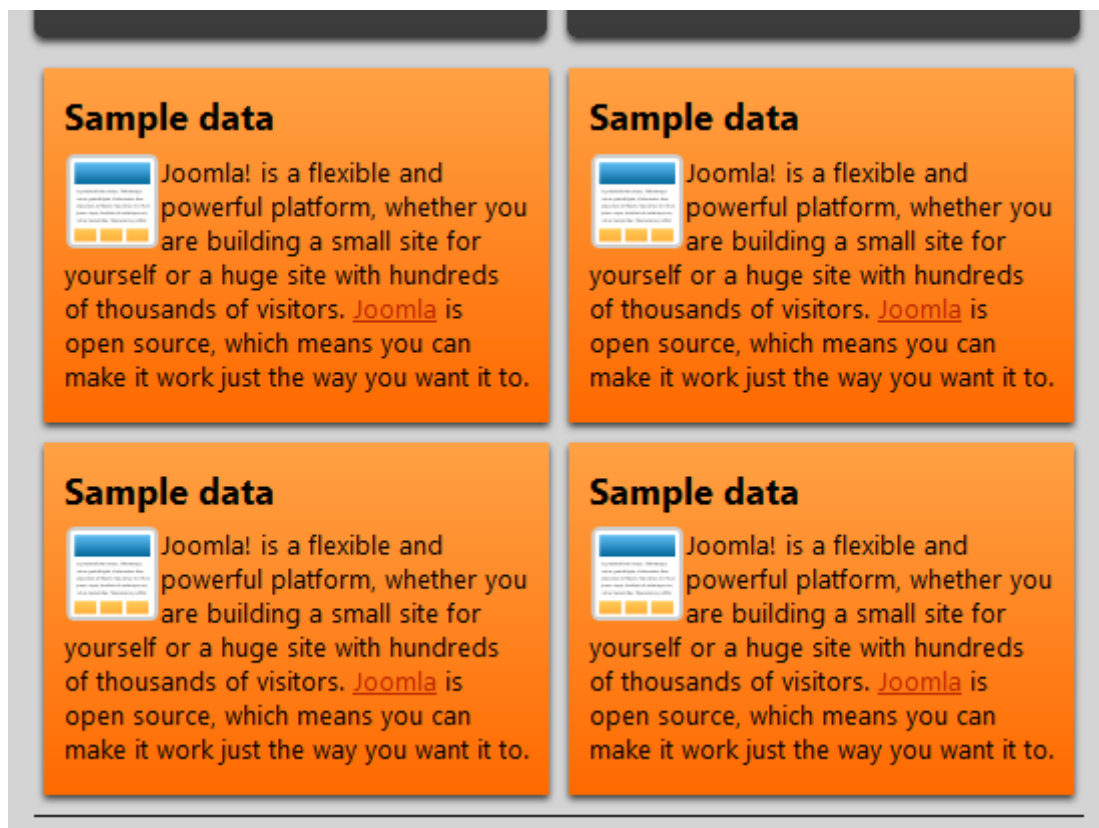 Sample data
Joomla! is a flexible and
powerful platform, whether you
are building a small site for
yourself or a huge site with hundreds
of thousands of visitors. Joomla is
open source, which means you can
make it work just the way you want it to.
Sample data
Joomla! is a flexible and
powerful platform, whether you
are building a small site for
yourself or a huge site with hundreds
of thousands of visitors. Joomla is
open source, which means you can
make it work just the way you want it to.
Sample data
Joomla! is a flexible and
powerful platform, whether you
are building a small site for
yourself or a huge site with hundreds
of thousands of visitors. Joomla is
open source, which means you can
make it work just the way you want it to.
Sample data
Joomla! is a flexible and
powerful platform, whether you
are building a small site for
yourself or a huge site with hundreds
of thousands of visitors. Joomla is
open source, which means you can
make it work just the way you want it to.